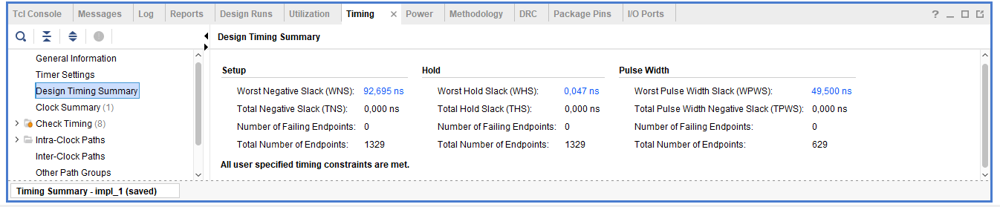 Tcl Console Messages Log Reports Design Runs Utilization Timing × Power Methodology DRC Package Pins I/O Ports ? _
Design Timing Summary
General Information
Timer Settings
Design Timing Summary
Clock Summary (1)
Check Timing (8)
Intra-Clock Paths
Inter-Clock Paths
Other Path Groups
Setup Hold Pulse Width
Worst Negative Slack (WNS): 92,695 ns Worst Hold Slack (WHS): 0,047 ns Worst Pulse Width Slack (WPWS): 49,500 ns
Total Negative Slack (TNS): 0,000 ns Total Hold Slack (THS): 0,000 ns Total Pulse Width Negative Slack (TPWS): 0,000 ns
Number of Failing Endpoints: 0 Number of Failing Endpoints: 0 Number of Failing Endpoints: 0
Total Number of Endpoints: 1329 Total Number of Endpoints: 1329 Total Number of Endpoints: 629
All user specified timing constraints are met.
Timing Summary - impl_1 (saved)